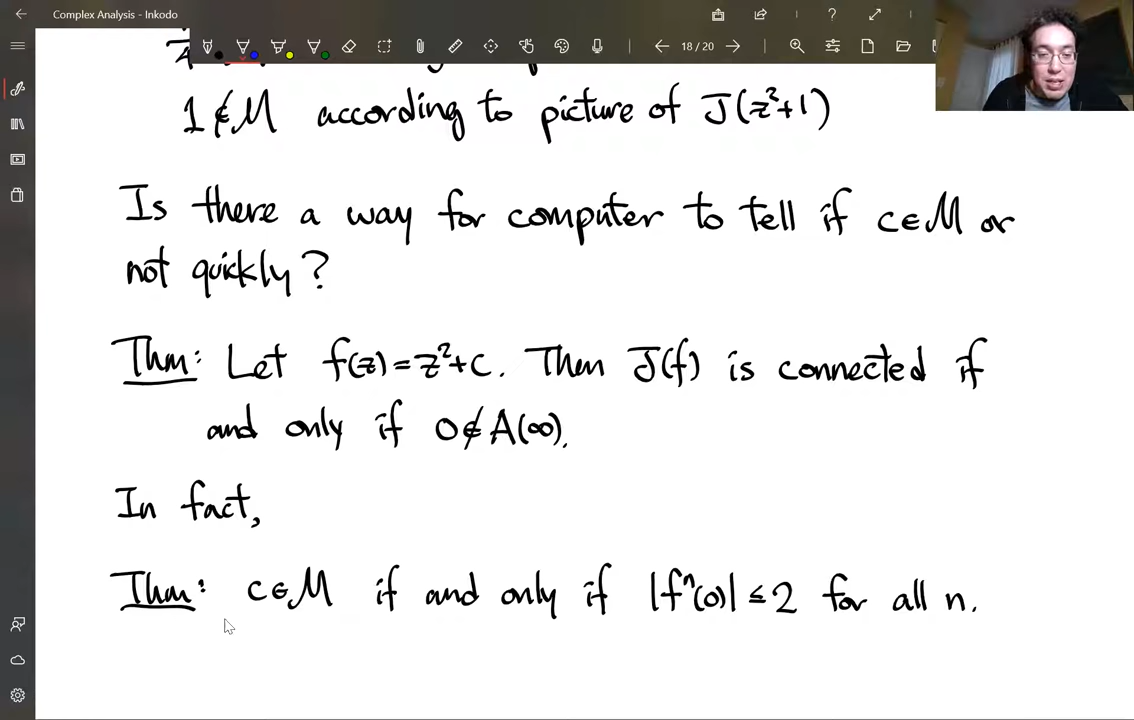 Complex Analysis - Inkodo
18 / 20
1 ∉ M according to picture of J(z²+1)
Is there a way for computer to tell if c ∈ M or
not quickly?
Thm: Let f(z) = z²+c. Then J(f) is connected if
and only if 0 ∉ A(∞).
In fact,
Thm: c ∈ M if and only if |fⁿ(0)| ≤ 2 for all n.